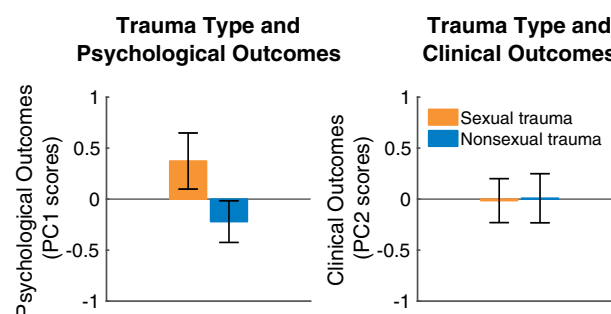 Trauma Type and
Psychological Outcomes
Psychological Outcomes
(PC1 scores)
1
0.5
0
-0.5
-1
Trauma Type and
Clinical Outcomes
Clinical Outcomes
(PC2 scores)
1
0.5
0
-0.5
-1
Sexual trauma
Nonsexual trauma